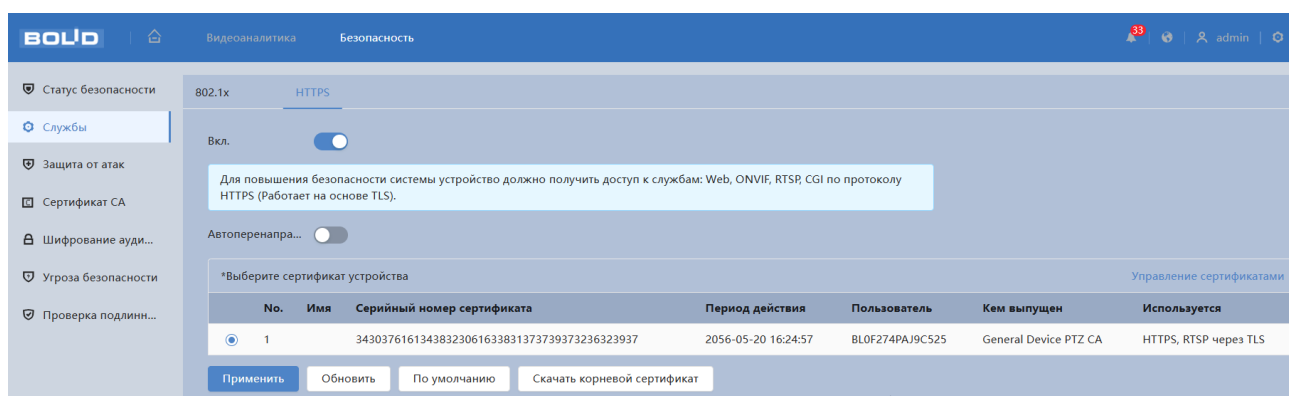 BOLID Видеоаналитика Безопасность 33 admin
Статус безопасности
Службы
Защита от атак
Сертификат CA
Шифрование ауди...
Угроза безопасности
Проверка подлинн...
802.1x HTTPS
Вкл.
Для повышения безопасности системы устройство должно получить доступ к службам: Web, ONVIF, RTSP, CGI по протоколу
HTTPS (Работает на основе TLS).
Автоперенапра...
*Выберите сертификат устройства Управление сертификатами
No. Имя Серийный номер сертификата Период действия Пользователь Кем выпущен Используется
1 34303761613438323061633831373739373236323937 2056-05-20 16:24:57 BL0F274PAJ9C525 General Device PTZ CA HTTPS, RTSP через TLS
Применить Обновить По умолчанию Скачать корневой сертификат